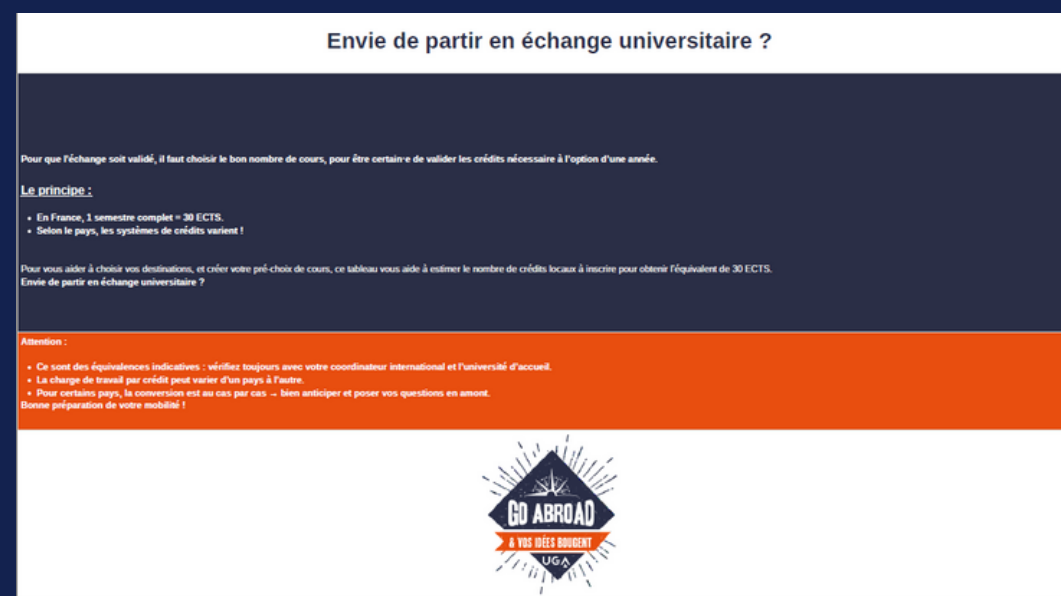 Envie de partir en échange universitaire ?
Pour que l'échange soit validé, il faut choisir le bon nombre de cours, pour être certain·e de valider les crédits nécessaire à l'option d'une année.
Le principe :
• En France, 1 semestre complet = 30 ECTS.
• Selon le pays, les systèmes de crédits varient !
Pour vous aider à choisir vos destinations, et créer votre pré-choix de cours, ce tableau vous aide à estimer le nombre de crédits locaux à inscrire pour obtenir l'équivalent de 30 ECTS.
Envie de partir en échange universitaire ?
Attention :
• Ce sont des équivalences indicatives : vérifiez toujours avec votre coordinateur international et l'université d'accueil.
• La charge de travail par crédit peut varier d'un pays à l'autre.
• Pour certains pays, la conversion est au cas par cas → bien anticiper et poser vos questions en amont.
Bonne préparation de votre mobilité !
GO ABROAD
& VOS IDÉES BOUGENT
UGA